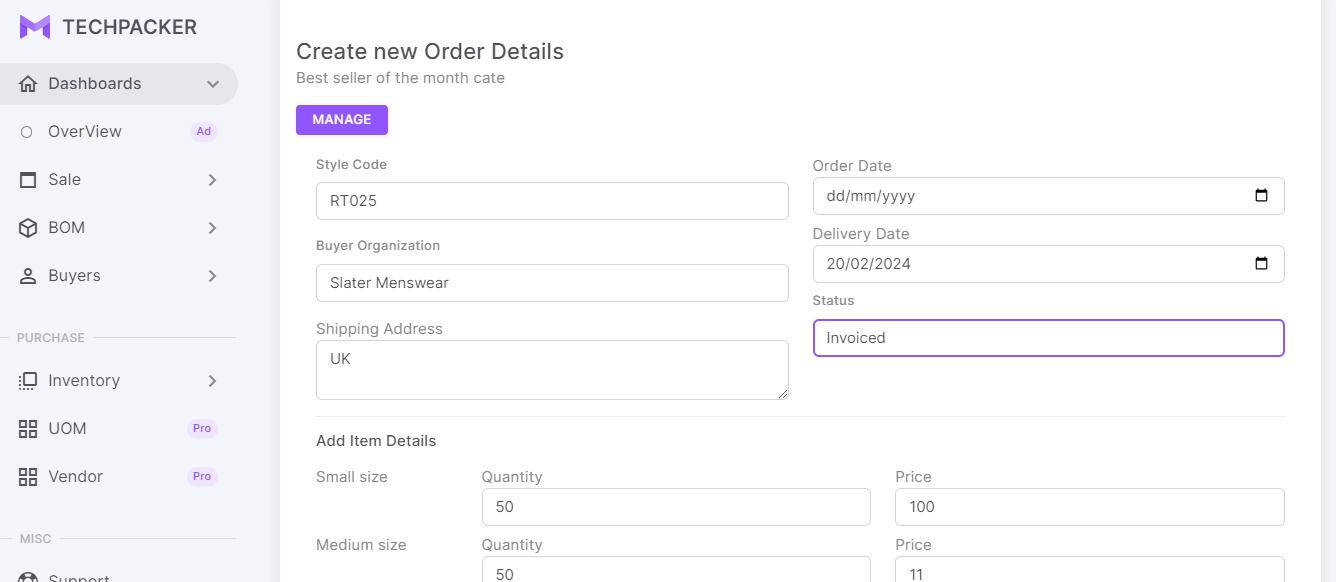 TECHPACKER
Dashboards
OverView Ad
Sale
BOM
Buyers
PURCHASE
Inventory
UOM Pro
Vendor Pro
MISC
Support
Create new Order Details
Best seller of the month cate
MANAGE
Style Code
RT025
Buyer Organization
Slater Menswear
Shipping Address
UK
Order Date
dd/mm/yyyy
Delivery Date
20/02/2024
Status
Invoiced
Add Item Details
Small size Quantity Price
50 100
Medium size Quantity Price
50 11